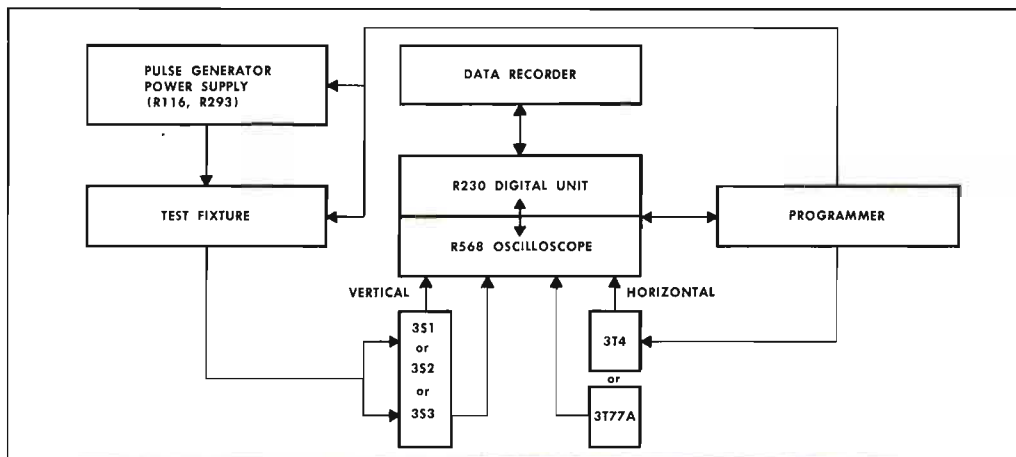 PULSE GENERATOR
POWER SUPPLY
(R116, R293)
DATA RECORDER
TEST FIXTURE
R230 DIGITAL UNIT
R568 OSCILLOSCOPE
PROGRAMMER
VERTICAL
HORIZONTAL
3S1
or
3S2
or
3S3
3T4
or
3T77A